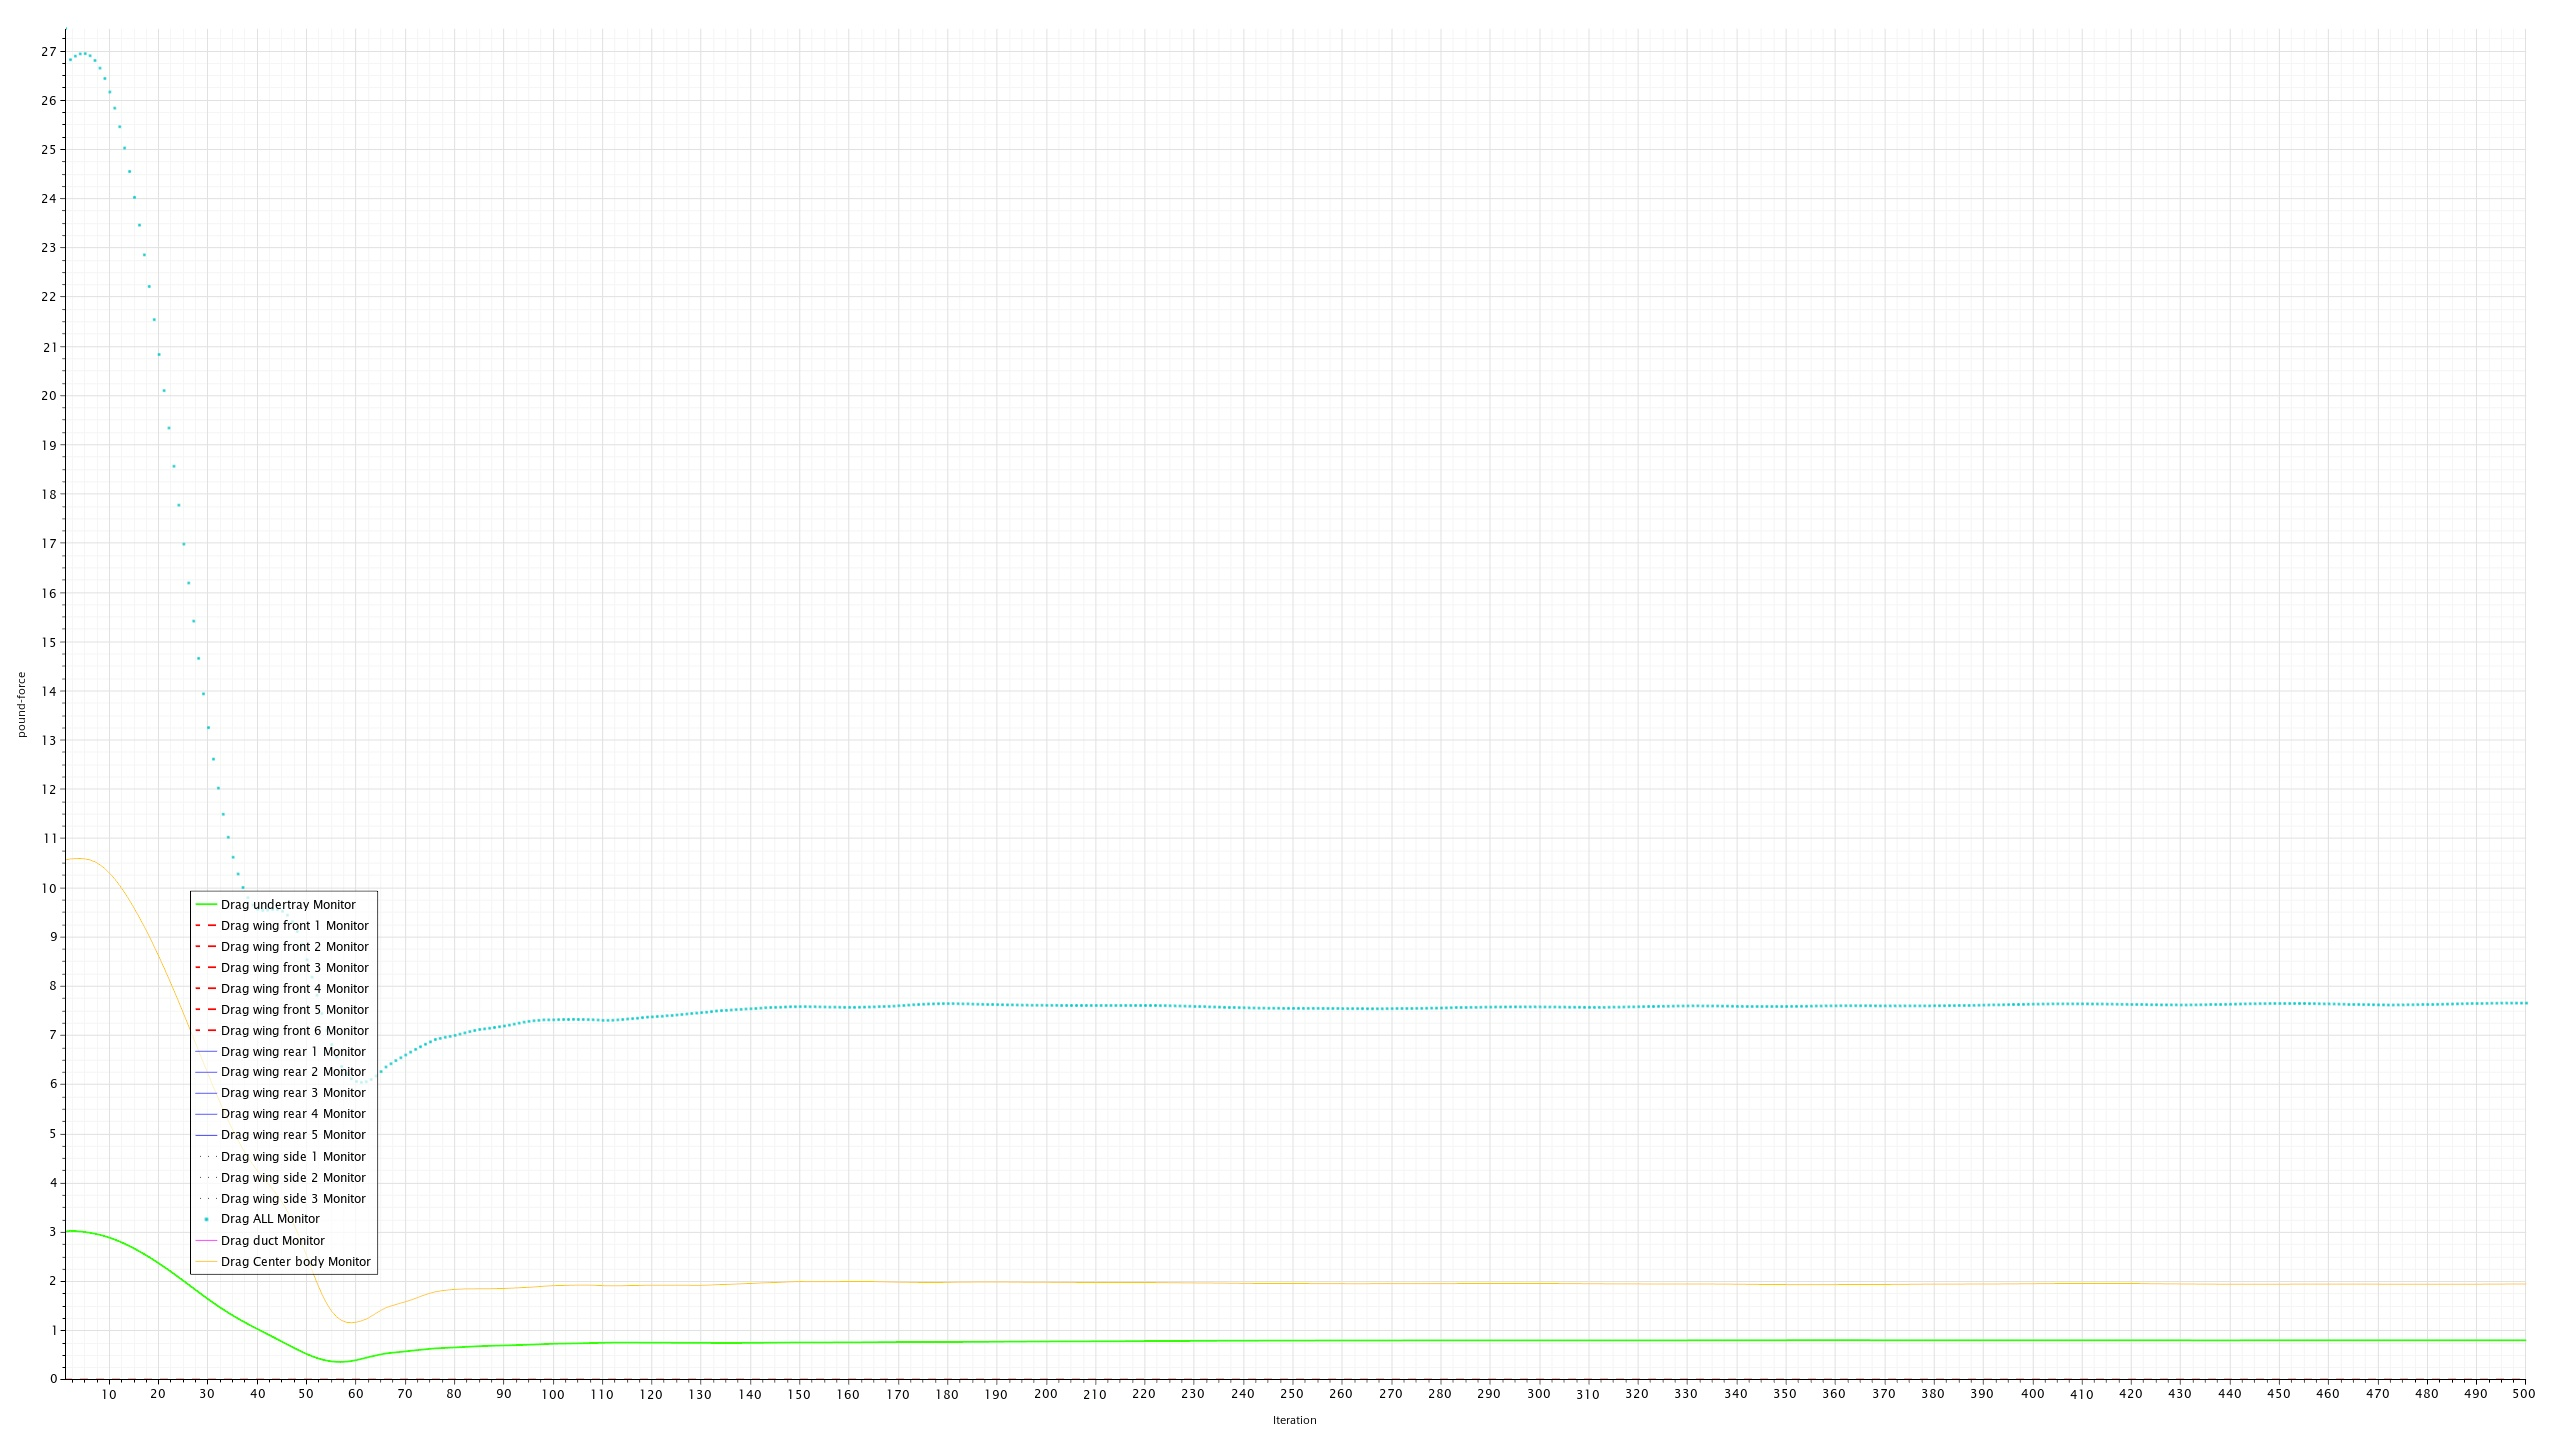 27
26
25
24
23
22
21
20
19
18
17
16
15
14
13
12
11
10
9
8
7
6
5
4
3
2
1
0
pound-force
Drag undertray Monitor
Drag wing front 1 Monitor
Drag wing front 2 Monitor
Drag wing front 3 Monitor
Drag wing front 4 Monitor
Drag wing front 5 Monitor
Drag wing front 6 Monitor
Drag wing rear 1 Monitor
Drag wing rear 2 Monitor
Drag wing rear 3 Monitor
Drag wing rear 4 Monitor
Drag wing rear 5 Monitor
Drag wing side 1 Monitor
Drag wing side 2 Monitor
Drag wing side 3 Monitor
Drag ALL Monitor
Drag duct Monitor
Drag Center body Monitor
10 20 30 40 50 60 70 80 90 100 110 120 130 140 150 160 170 180 190 200 210 220 230 240 250 260 270 280 290 300 310 320 330 340 350 360 370 380 390 400 410 420 430 440 450 460 470 480 490 500
Iteration